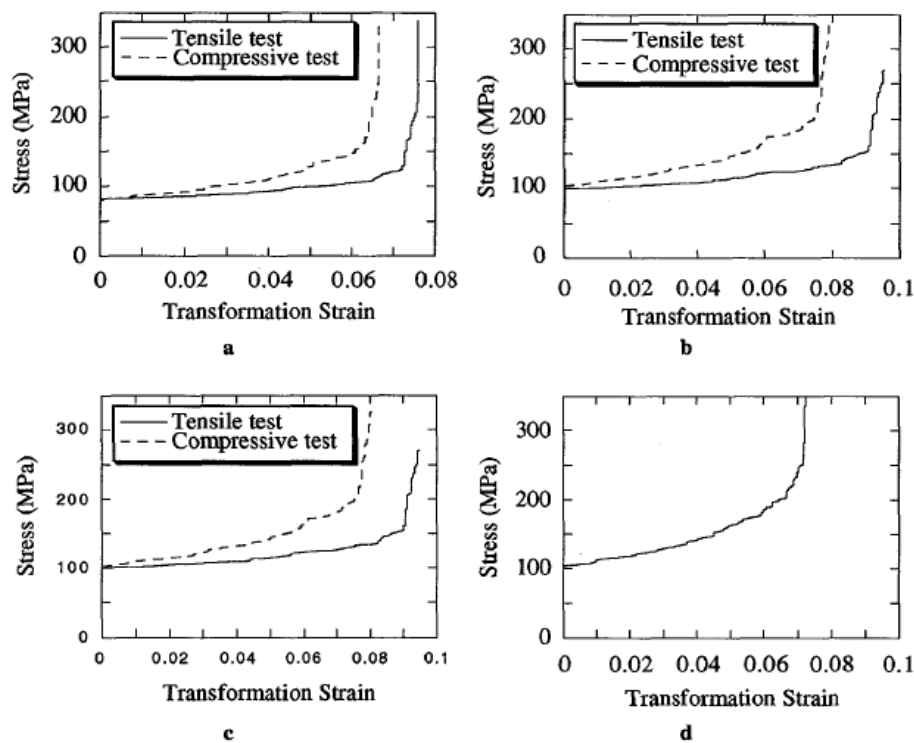 300
200
100
0
Stress (MPa)
Tensile test
Compressive test
0 0.02 0.04 0.06 0.08
Transformation Strain
a
300
200
100
0
Stress (MPa)
Tensile test
Compressive test
0 0.02 0.04 0.06 0.08 0.1
Transformation Strain
b
300
200
100
0
Stress (MPa)
Tensile test
Compressive test
0 0.02 0.04 0.06 0.08 0.1
Transformation Strain
c
300
200
100
0
Stress (MPa)
0 0.02 0.04 0.06 0.08 0.1
Transformation Strain
d